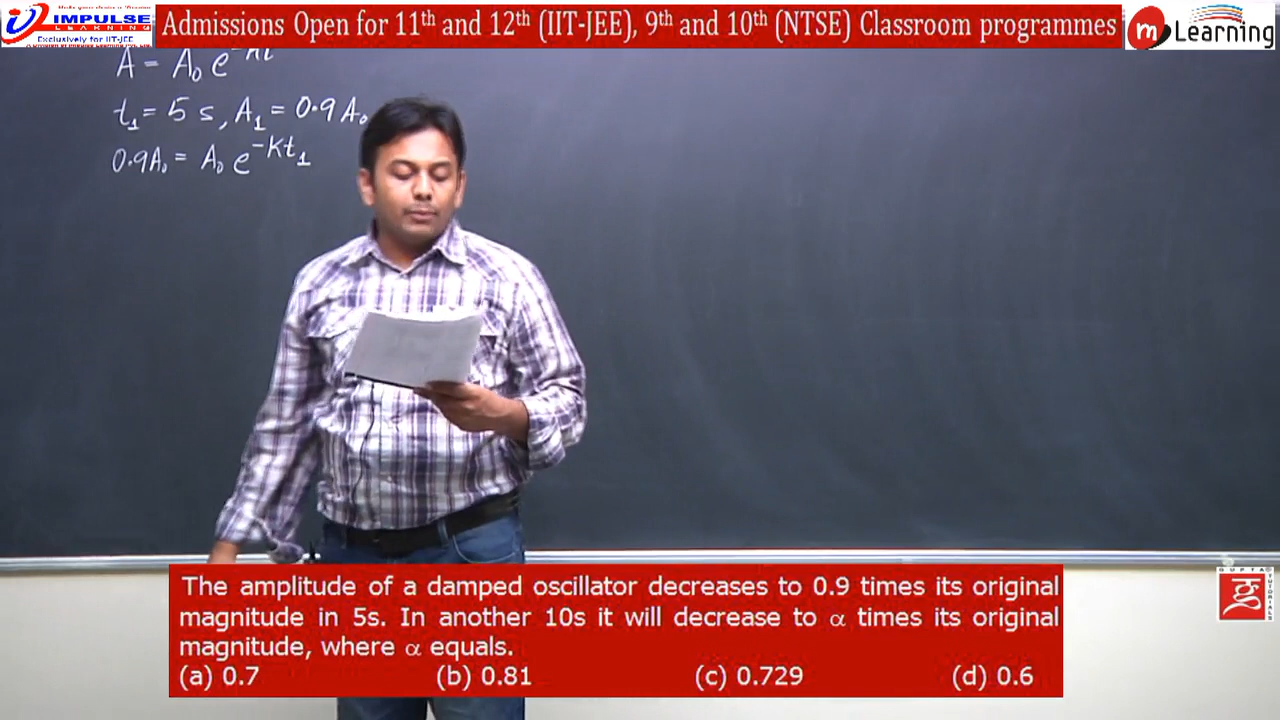 IMPULSE
LEARNING
Exclusively for IIT-JEE
Admissions Open for 11th and 12th (IIT-JEE), 9th and 10th (NTSE) Classroom programmes
m Learning
A = A₀ e^-Kt
t₁ = 5 s, A₁ = 0.9 A₀
0.9A₀ = A₀ e^-Kt₁
The amplitude of a damped oscillator decreases to 0.9 times its original
magnitude in 5s. In another 10s it will decrease to α times its original
magnitude, where α equals.
(a) 0.7 (b) 0.81 (c) 0.729 (d) 0.6
GUPTA
TUTORIALS